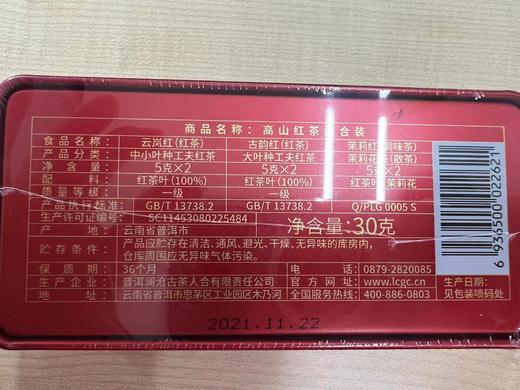 商品名称：高山红茶组合装
食品名称： 云岚红(红茶) 古韵红(红茶) 茉莉红(调味茶)
产品分类： 中小叶种工夫红茶 大叶种工夫红茶 茉莉花茶(散茶)
净含量： 5克×2 5克×2 5克×2
配料： 红茶叶(100%) 红茶叶(100%) 红茶叶 茉莉花
质量等级： 一级 一级
产品执行标准： GB/T 13738.2 GB/T 13738.2 Q/PLG 0005 S
生产许可证编号： SC11453080225484
产地： 云南省普洱市
净含量：30克
贮存条件： 产品应贮存在清洁、通风、避光、干燥、无异味的库房内，
仓库周围应无异味气体污染。
保质期： 36个月
电话： 0879-2820085
生产企业： 普洱澜沧古茶人合有限责任公司
官方网址： www.lcgc.cn
地址： 云南省普洱市思茅区工业园区木乃河
全国服务热线： 400-886-0803
生产日期：
见包装喷码处
6 936500 022621
2021.11.22